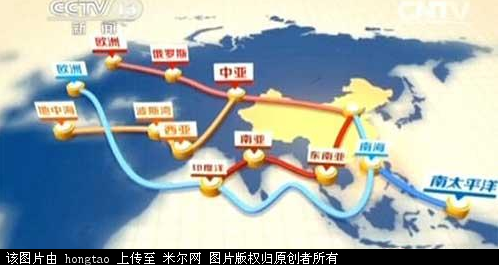 CCTV 13
新闻
CNTV
欧洲
俄罗斯
中亚
欧洲
地中海
波斯湾
西亚
南亚
印度洋
东南亚
南海
南太平洋
该图片由 hongtao 上传至 米尔网 图片版权归原创者所有